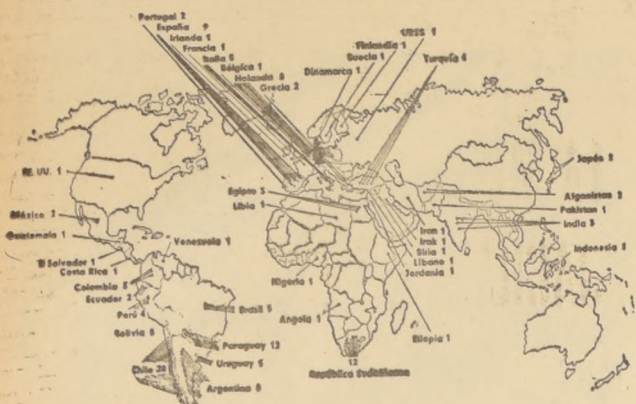 Portugal 2
España 9
Irlanda 1
Francia 1
Italia 8
Bélgica 1
Holanda 8
Grecia 2
Dinamarca 1
Suecia 1
Finlandia 1
URSS 1
Turquía 6
EE. UU. 1
México 2
Guatemala 1
El Salvador 1
Costa Rica 1
Venezuela 1
Colombia 5
Ecuador 2
Perú 4
Bolivia 5
Brasil 5
Paraguay 13
Uruguay 5
Chile 28
Argentina 8
Egipto 3
Libia 1
Nigeria 1
Angola 1
12
República Sudafricana
Etiopía 1
Iran 1
Irak 1
Siria 1
Líbano 1
Jordania 1
Japón 2
Afganistan 2
Pakistan 1
India 3
Indonesia